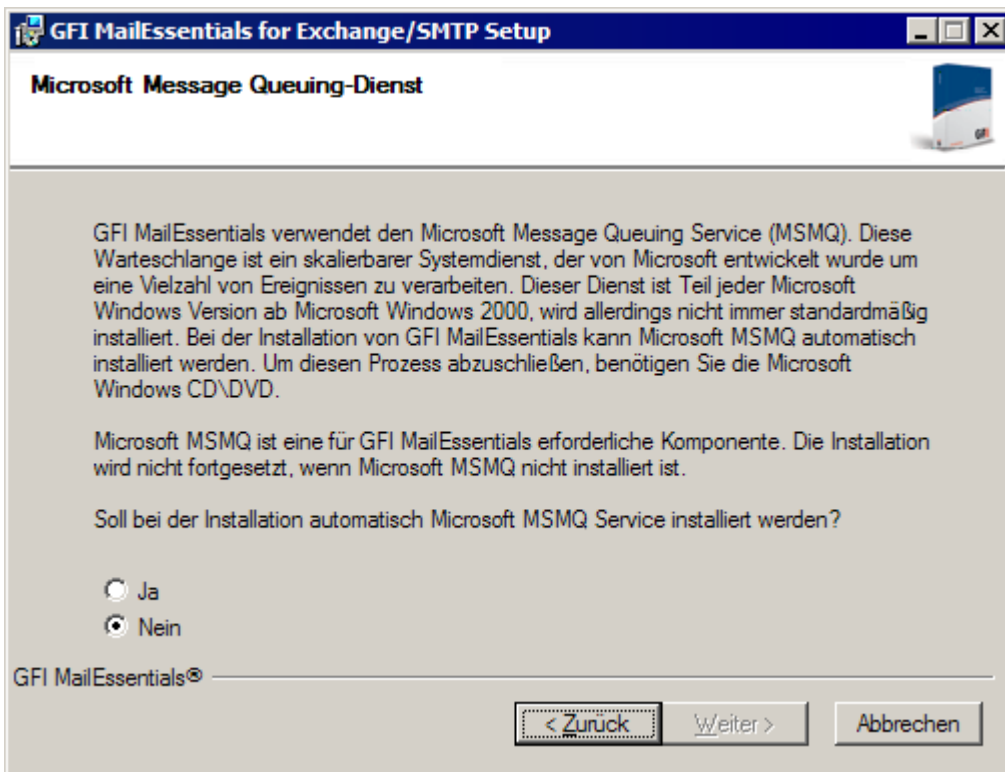 GFI MailEssentials for Exchange/SMTP Setup
Microsoft Message Queuing-Dienst
GFI
GFI MailEssentials verwendet den Microsoft Message Queuing Service (MSMQ). Diese
Warteschlange ist ein skalierbarer Systemdienst, der von Microsoft entwickelt wurde um
eine Vielzahl von Ereignissen zu verarbeiten. Dieser Dienst ist Teil jeder Microsoft
Windows Version ab Microsoft Windows 2000, wird allerdings nicht immer standardmäßig
installiert. Bei der Installation von GFI MailEssentials kann Microsoft MSMQ automatisch
installiert werden. Um diesen Prozess abzuschließen, benötigen Sie die Microsoft
Windows CD\DVD.
Microsoft MSMQ ist eine für GFI MailEssentials erforderliche Komponente. Die Installation
wird nicht fortgesetzt, wenn Microsoft MSMQ nicht installiert ist.
Soll bei der Installation automatisch Microsoft MSMQ Service installiert werden?
Ja
Nein
GFI MailEssentials®
< Zurück Weiter > Abbrechen